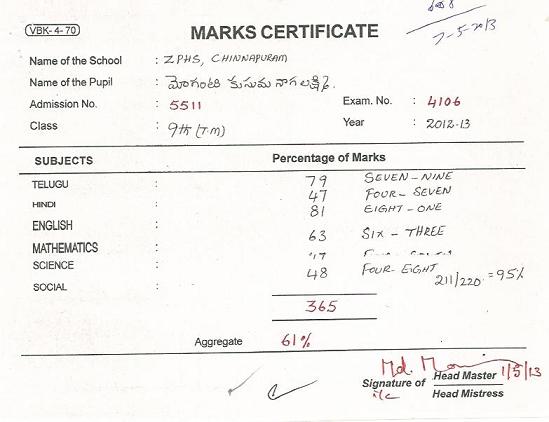 VBK-4-70
MARKS CERTIFICATE
7-5-2013
Name of the School : ZPHS, CHINNAPURAM
Name of the Pupil : మోగంటి కుసుమ నాగలక్ష్మి
Admission No. : 5511 Exam. No. : 4106
Class : 9th (T.M) Year : 2012-13
SUBJECTS Percentage of Marks
TELUGU : 79 SEVEN-NINE
HINDI : 47 FOUR-SEVEN
ENGLISH : 81 EIGHT-ONE
MATHEMATICS : 63 SIX-THREE
SCIENCE :
SOCIAL : 48 FOUR-EIGHT 211/220 = 95%
365
Aggregate 61%
Signature of Head Master 1/5/13
Head Mistress